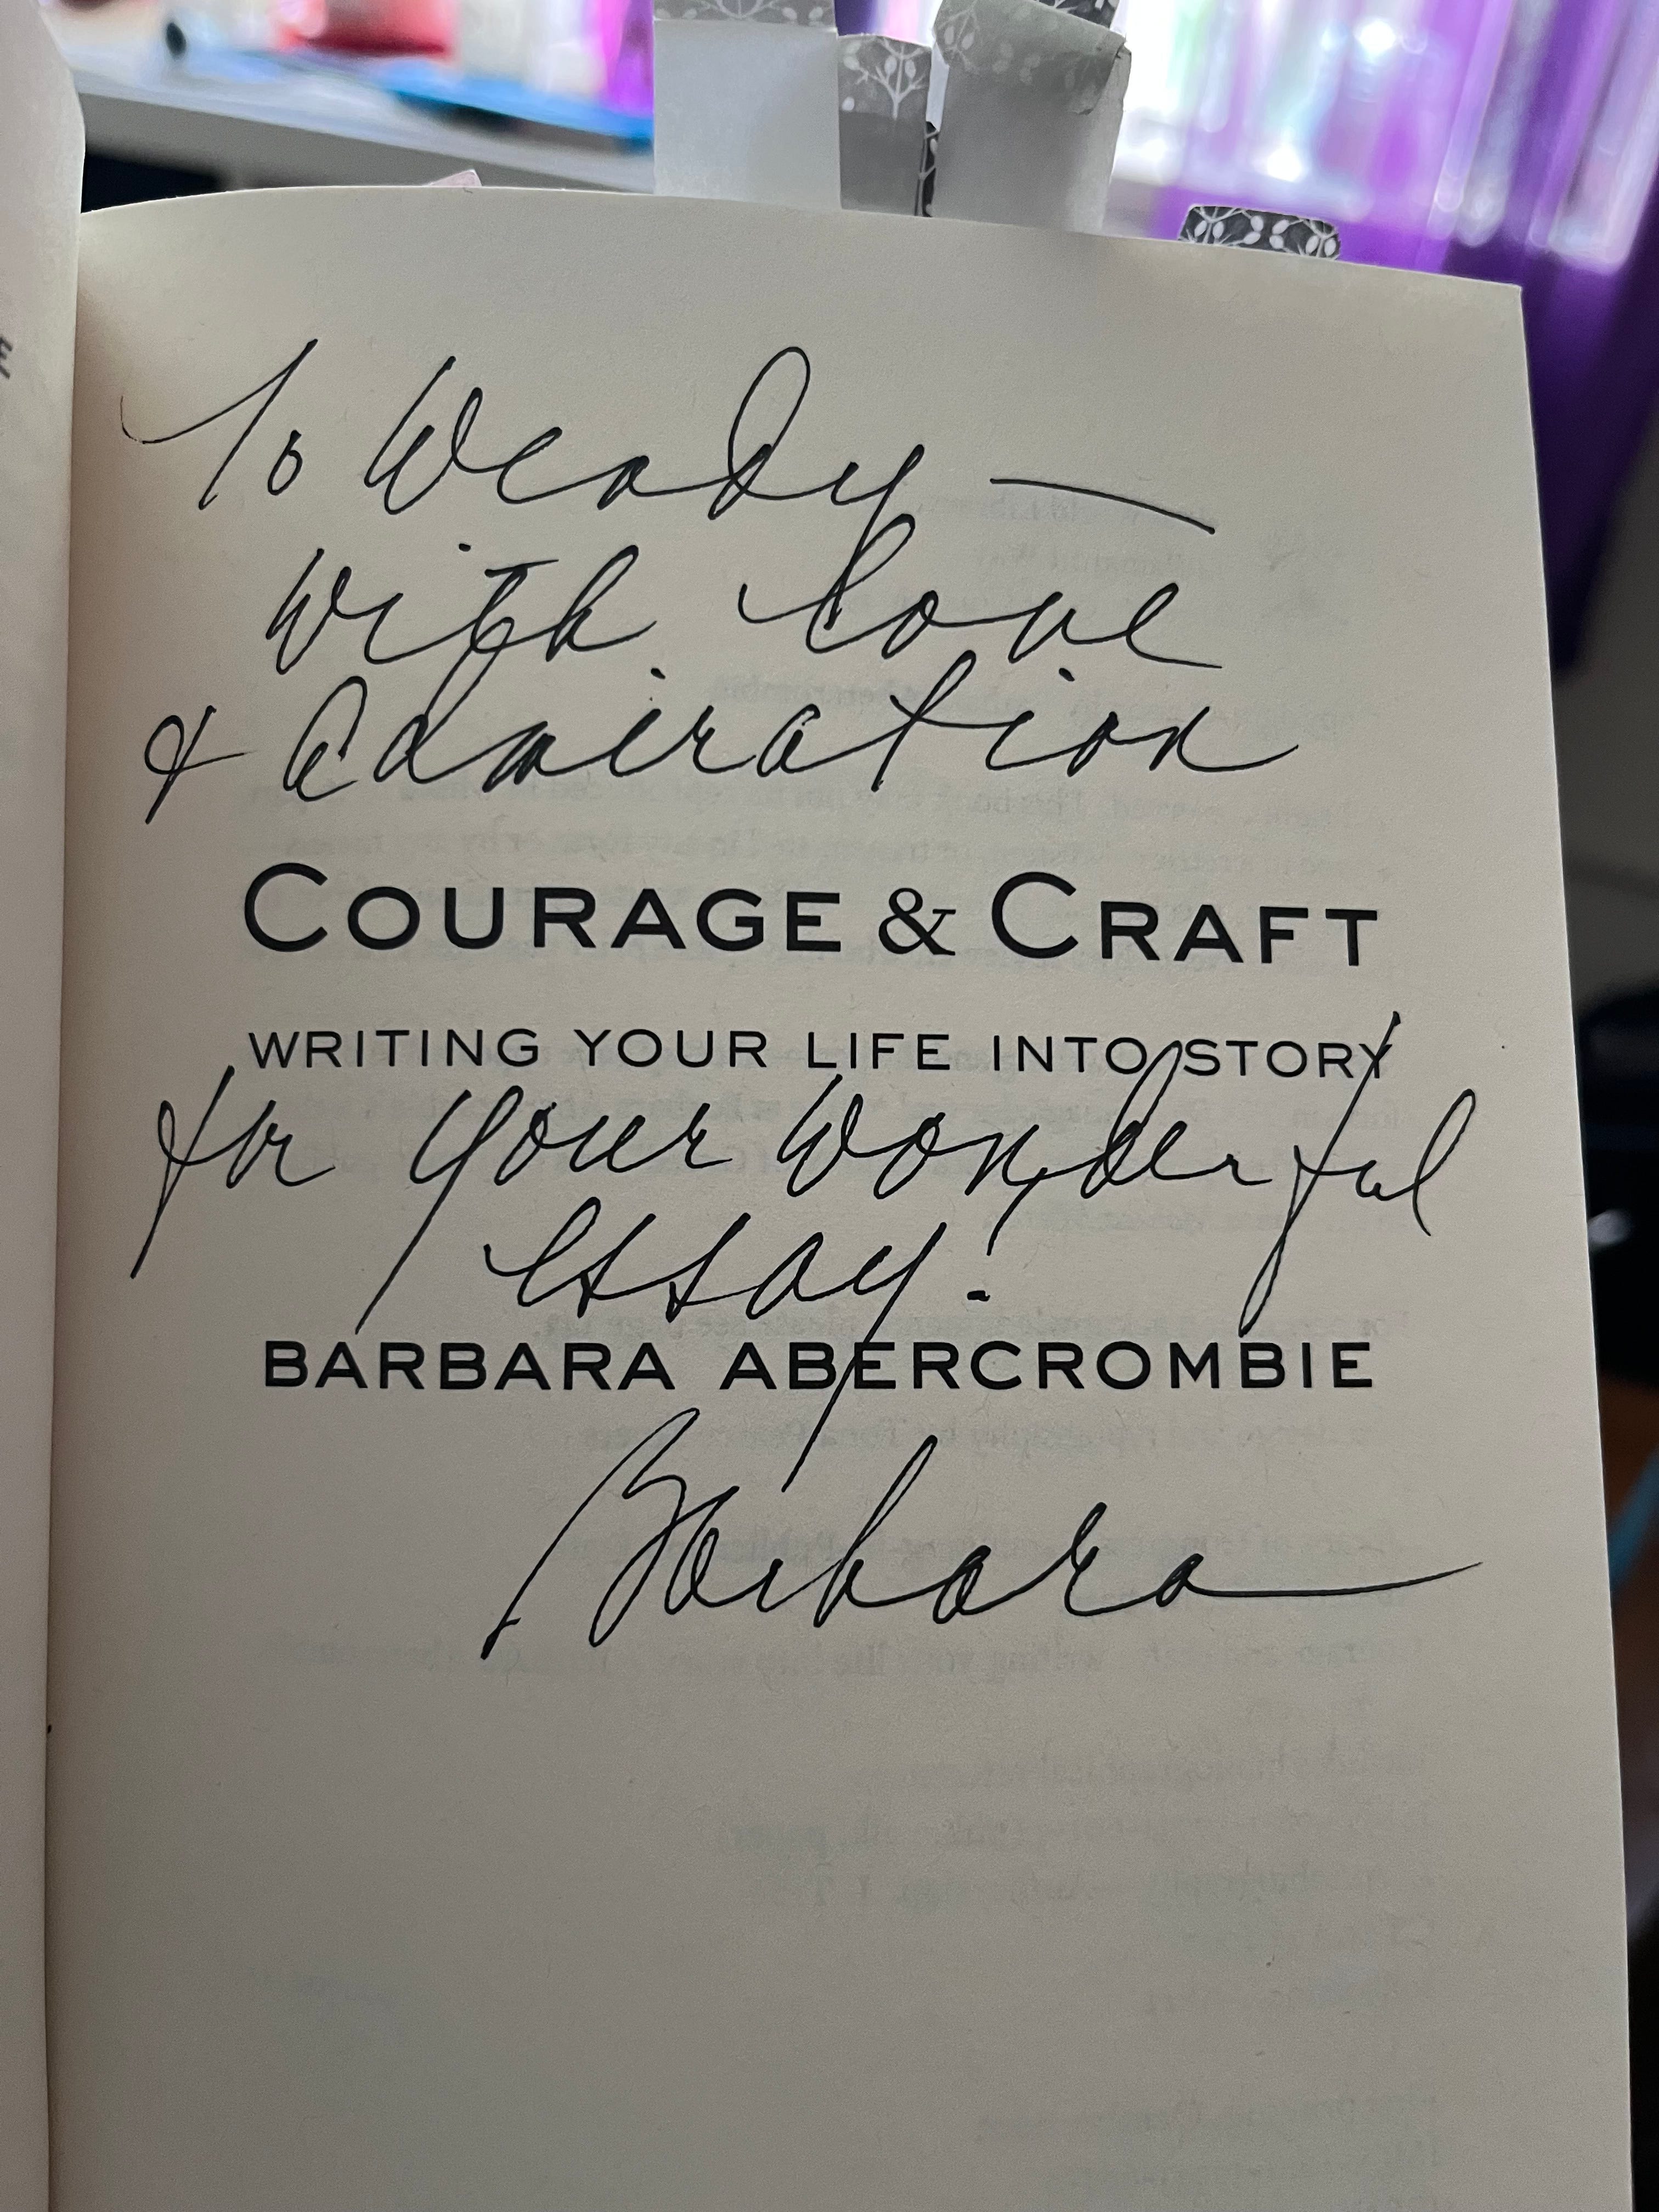 To Wendy —
with love
& Admiration
COURAGE & CRAFT
WRITING YOUR LIFE INTO STORY
for your wonderful
essay!
BARBARA ABERCROMBIE
Barbara